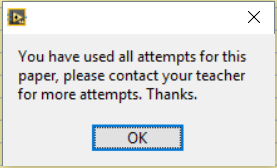 You have used all attempts for this
paper, please contact your teacher
for more attempts. Thanks.
OK